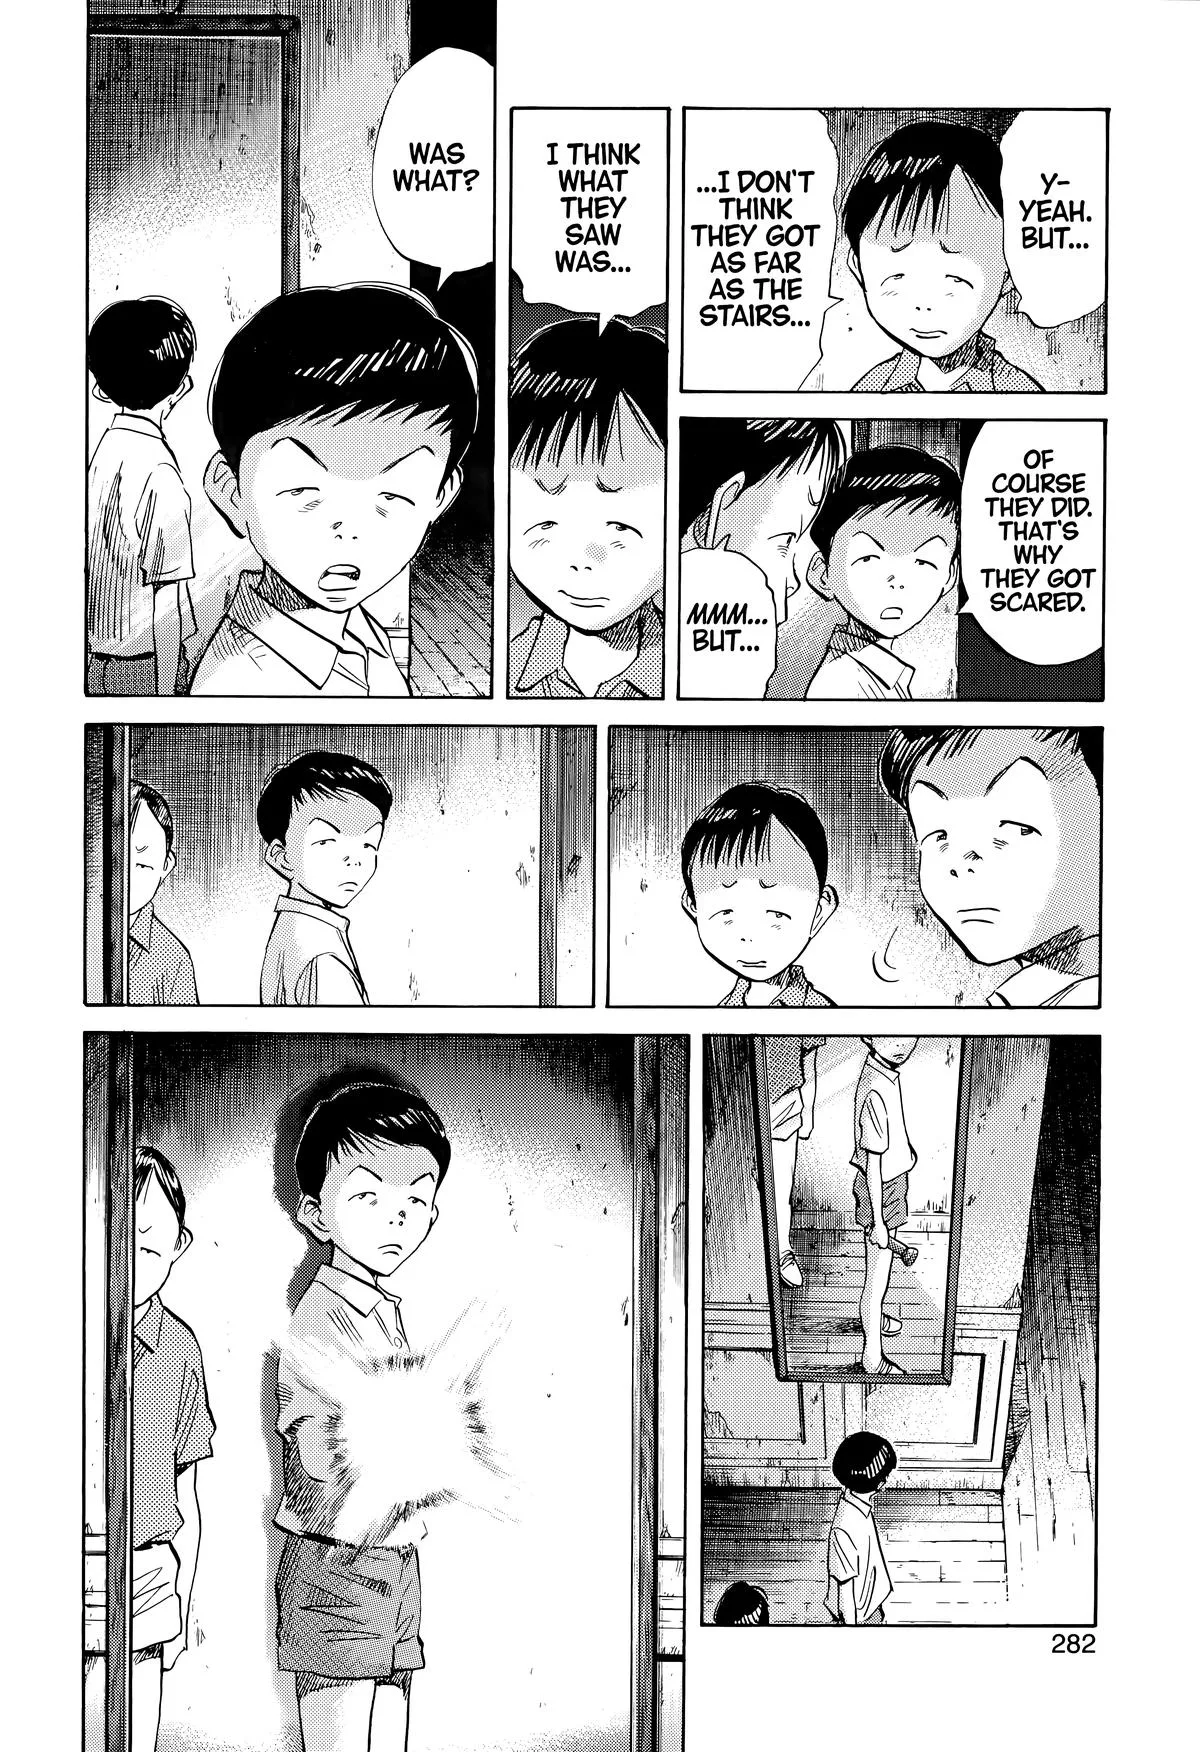 Y-
YEAH.
BUT...
...I DON'T
THINK
THEY GOT
AS FAR
AS THE
STAIRS...
I THINK
WHAT
THEY
SAW
WAS...
WAS
WHAT?
OF
COURSE
THEY DID.
THAT'S
WHY
THEY GOT
SCARED.
MMM...
BUT...
282